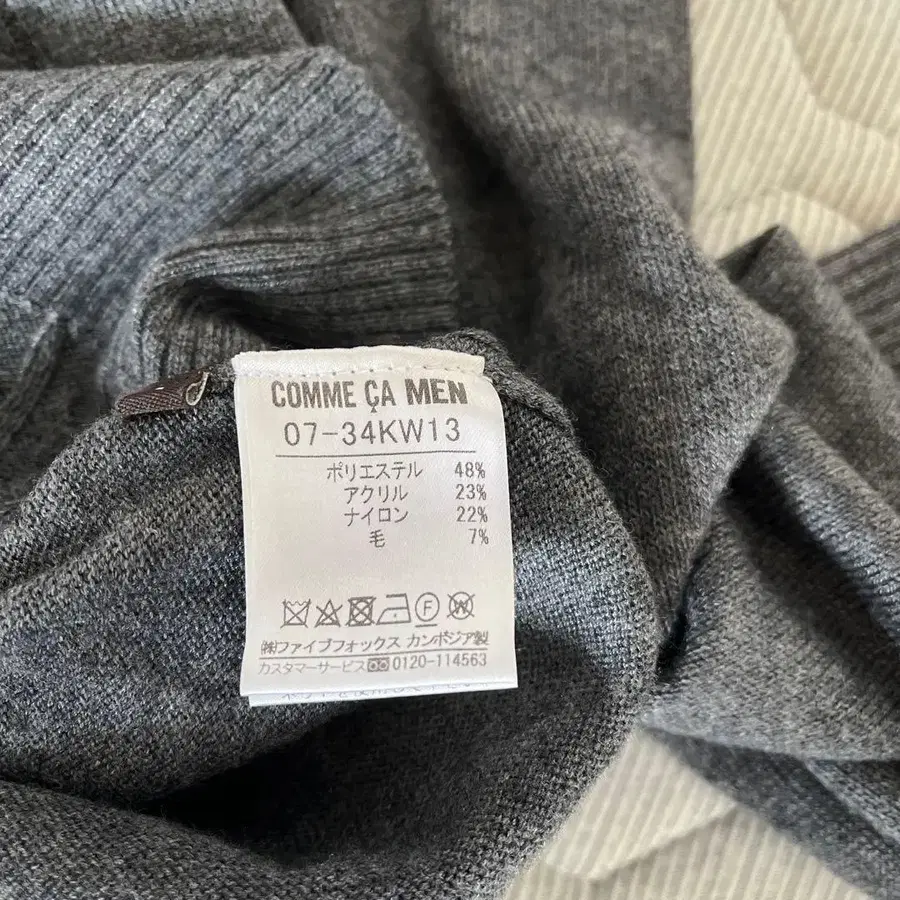 COMME ÇA MEN
07-34KW13
ポリエステル 48%
アクリル 23%
ナイロン 22%
毛 7%
F W
㈱ファイブフォックス カンボジア製
カスタマーサービス 0120-114563